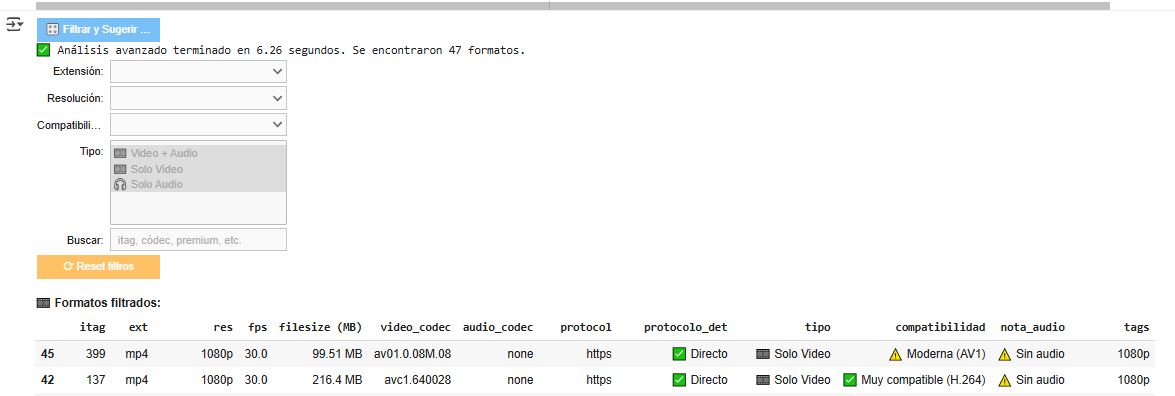 Filtrar y Sugerir ...
Análisis avanzado terminado en 6.26 segundos. Se encontraron 47 formatos.
Extensión:
Resolución:
Compatibili...
Tipo:
Video + Audio
Solo Video
Solo Audio
Buscar: itag, códec, premium, etc.
Reset filtros
Formatos filtrados:
itag ext res fps filesize (MB) video_codec audio_codec protocol protocolo_det tipo compatibilidad nota_audio tags
45 399 mp4 1080p 30.0 99.51 MB av01.0.08M.08 none https Directo Solo Video Moderna (AV1) Sin audio 1080p
42 137 mp4 1080p 30.0 216.4 MB avc1.640028 none https Directo Solo Video Muy compatible (H.264) Sin audio 1080p